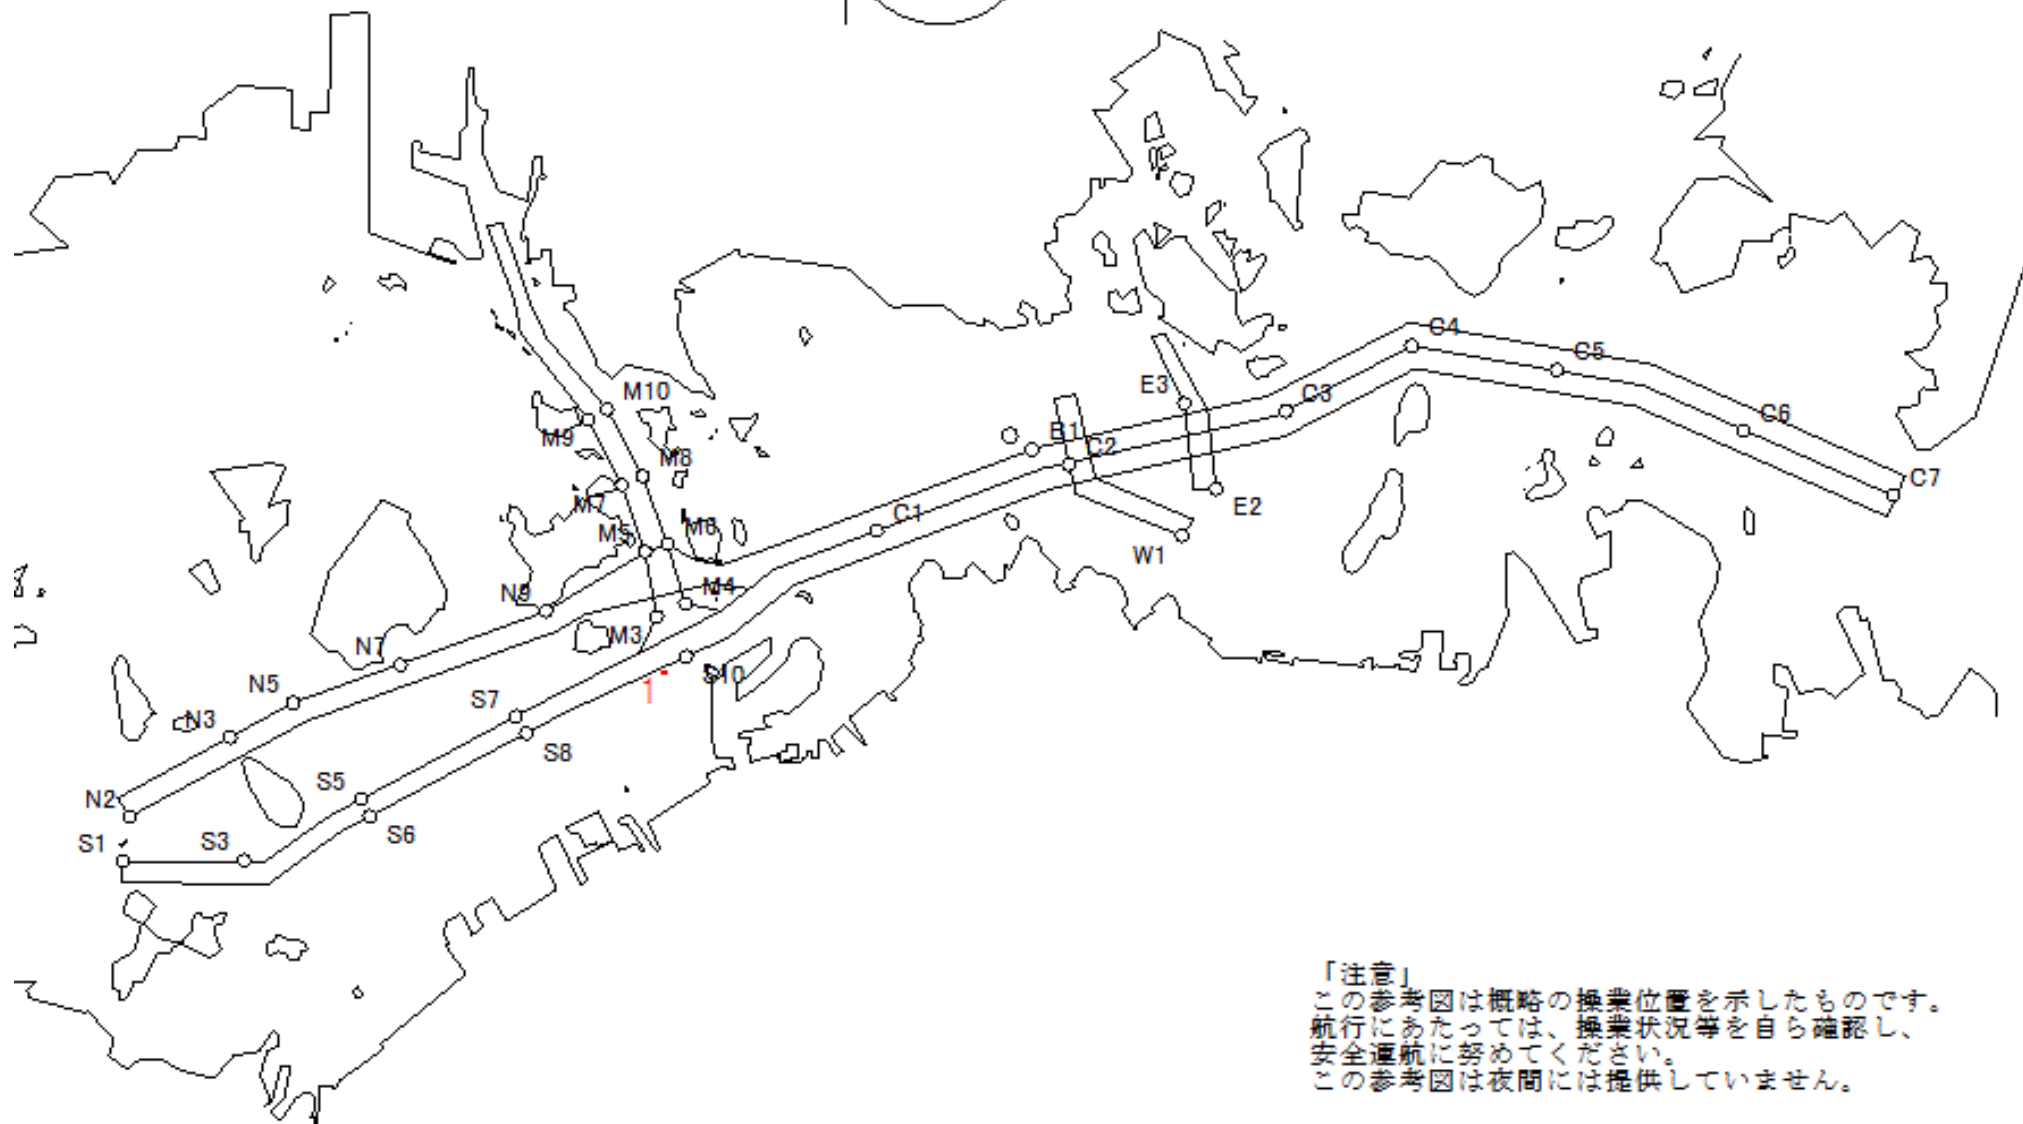 C4
C5
E3
M10
C3
C6
M9
B1
C2
M8
C7
M7
E2
C1
M5
M6
W1
N9
M4
M3
N7
S10
N5
1
S7
N3
S8
S5
N2
S6
S1
S3
「注意」
この参考図は概略の操業位置を示したものです。
航行にあたっては、操業状況等を自ら確認し、
安全運航に努めてください。
この参考図は夜間には提供していません。